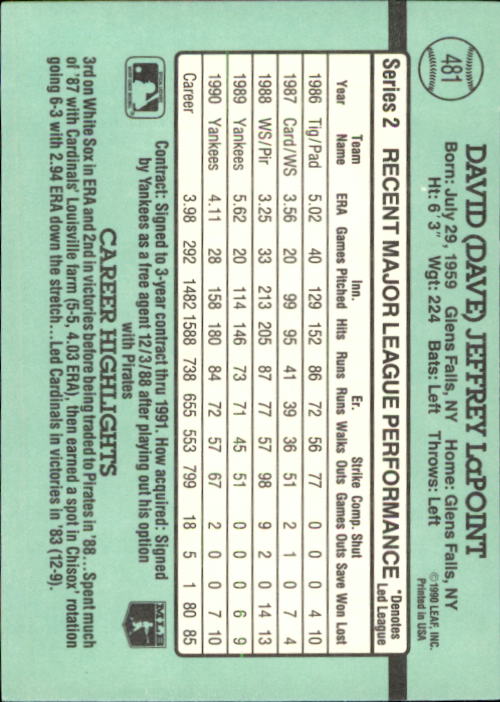 481
DAVID (DAVE) JEFFREY LaPOINT
Born: July 29, 1959 Glens Falls, NY Home: Glens Falls, NY
Ht: 6' 3" Wgt: 224 Bats: Left Throws: Left
©1990 LEAF, INC.
Printed in USA
Series 2 RECENT MAJOR LEAGUE PERFORMANCE *Denotes Led League
Year Team Name ERA Games Inn. Pitched Hits Runs Er. Runs Walks Strike Outs Comp. Games Shut Outs Save Won Lost
1986 Tig/Pad 5.02 40 129 152 86 72 56 77 0 0 0 4 10
1987 Card/WS 3.56 20 99 95 41 39 36 51 2 1 0 7 4
1988 WS/Pir 3.25 33 213 205 87 77 57 98 9 2 0 14 13
1989 Yankees 5.62 20 114 146 73 71 45 51 0 0 0 6 9
1990 Yankees 4.11 28 158 180 84 72 57 67 2 0 0 7 10
Career 3.98 292 1482 1588 738 655 553 799 18 5 1 80 85
Contract: Signed to 3-year contract thru 1991. How acquired: Signed
by Yankees as a free agent 12/3/88 after playing out his option
with Pirates
MLB
CAREER HIGHLIGHTS
3rd on White Sox in ERA and 2nd in victories before being traded to Pirates in '88...Spent much
of '87 with Cardinals' Louisville farm (5-5, 4.03 ERA), then earned a spot in Chisox' rotation
going 6-3 with 2.94 ERA down the stretch...Led Cardinals in victories in '83 (12-9).